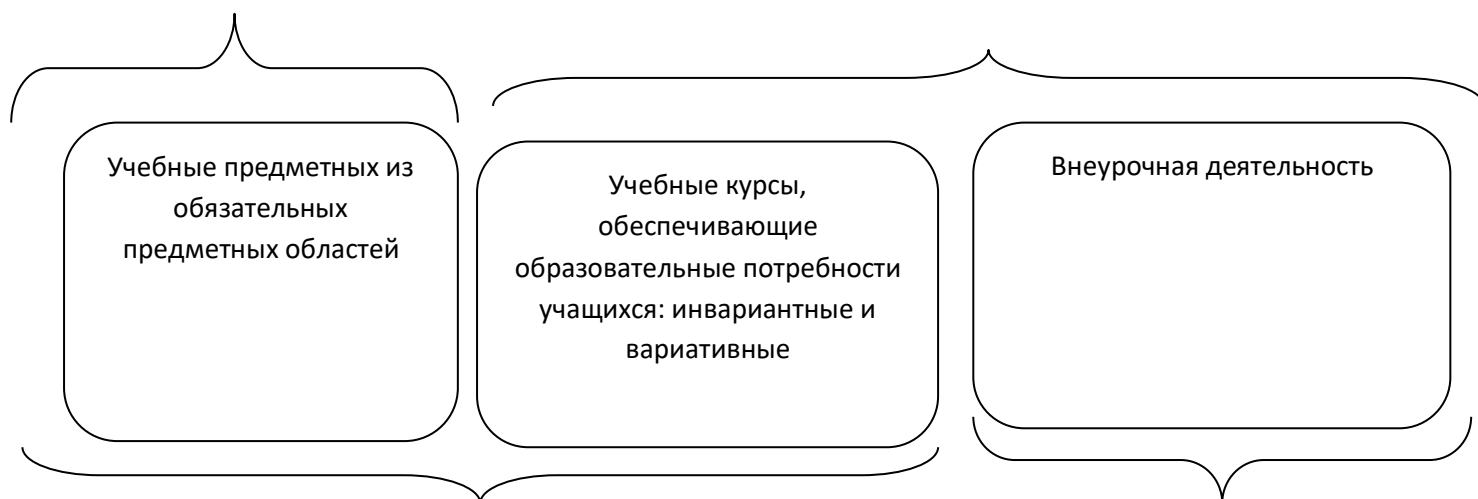 Учебные предметных из
обязательных
предметных областей
Учебные курсы,
обеспечивающие
образовательные потребности
учащихся: инвариантные и
вариативные
Внеурочная деятельность